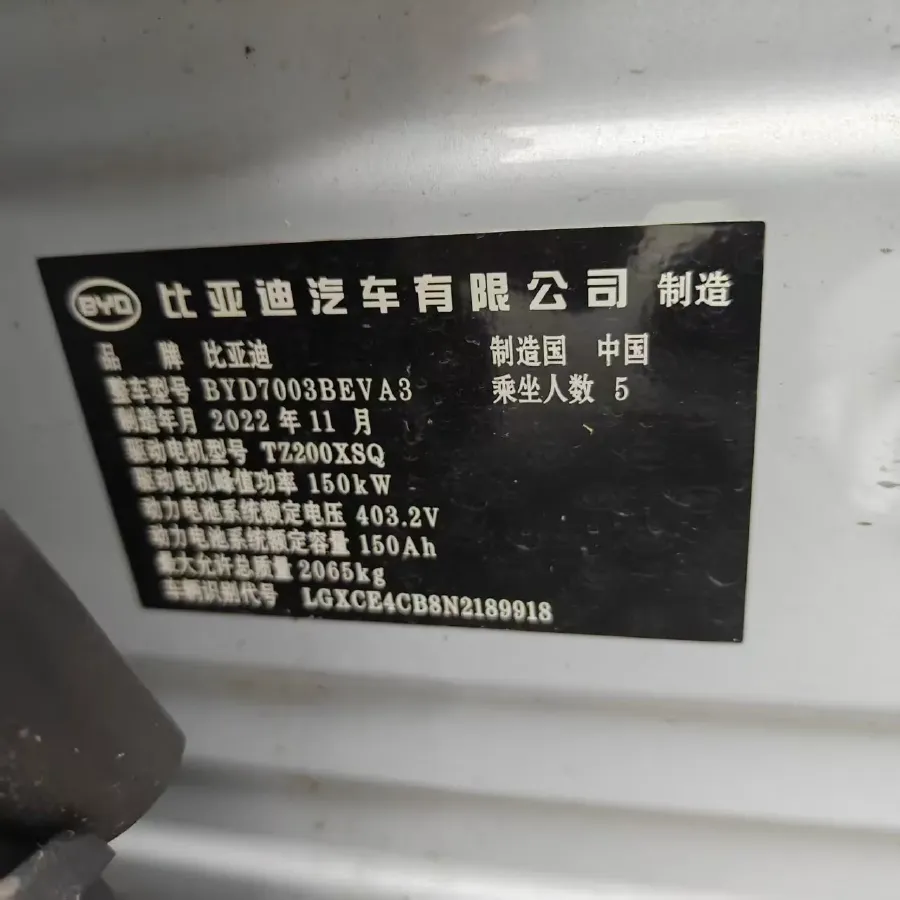 BYD 比亚迪汽车有限公司 制造
品 牌 比亚迪 制造国 中国
整车型号 BYD7003BEVA3 乘坐人数 5
制造年月 2022 年 11 月
驱动电机型号 TZ200XSQ
驱动电机峰值功率 150kW
动力电池系统额定电压 403.2V
动力电池系统额定容量 150Ah
最大允许总质量 2065kg
车辆识别代号 LGXCE4CB8N2189918